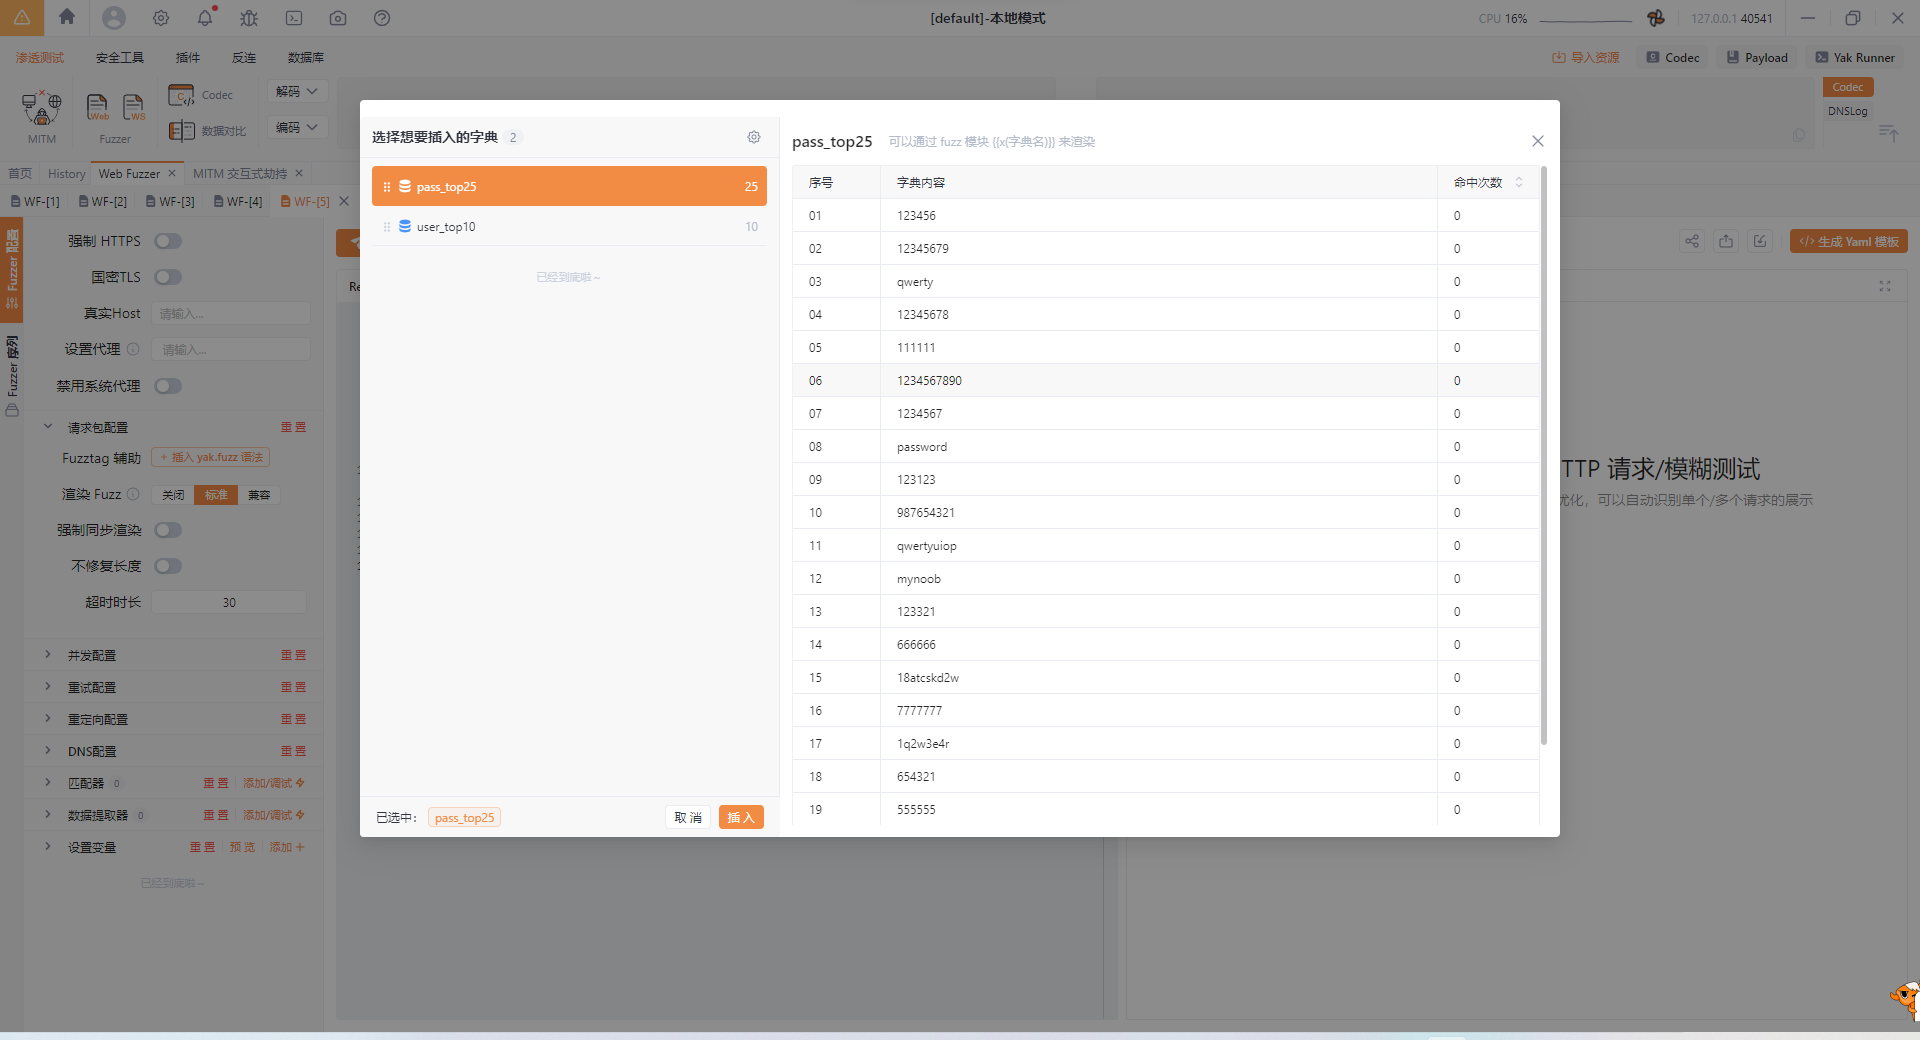 [default]-本地模式
CPU 16%
127.0.0.1 40541
渗透测试 安全工具 插件 反连 数据库
导入资源 Codec Payload Yak Runner
MITM
Web WS
Fuzzer
Codec
数据对比
解码
编码
Codec
DNSLog
首页 History Web Fuzzer MITM 交互式劫持
WF-[1] WF-[2] WF-[3] WF-[4] WF-[5]
Fuzzer 配置
Fuzzer 序列
强制 HTTPS
国密TLS
真实Host 请输入...
设置代理 请输入...
禁用系统代理
请求包配置 重置
Fuzztag 辅助 + 插入 yak.fuzz 语法
渲染 Fuzz 关闭 标准 兼容
强制同步渲染
不修复长度
超时时长 30
并发配置 重置
重试配置 重置
重定向配置 重置
DNS配置 重置
匹配器 0 重置 添加/调试
数据提取器 0 重置 添加/调试
设置变量 重置 预览 添加
已经到底啦~
选择想要插入的字典 2
pass_top25 25
user_top10 10
已经到底啦~
已选中: pass_top25 取消 插入
pass_top25 可以通过 fuzz 模块 {{x(字典名)}} 来渲染
序号 字典内容 命中次数
01 123456 0
02 12345679 0
03 qwerty 0
04 12345678 0
05 111111 0
06 1234567890 0
07 1234567 0
08 password 0
09 123123 0
10 987654321 0
11 qwertyuiop 0
12 mynoob 0
13 123321 0
14 666666 0
15 18atcskd2w 0
16 7777777 0
17 1q2w3e4r 0
18 654321 0
19 555555 0
生成 Yaml 模板
TTP 请求/模糊测试
优化，可以自动识别单个/多个请求的展示